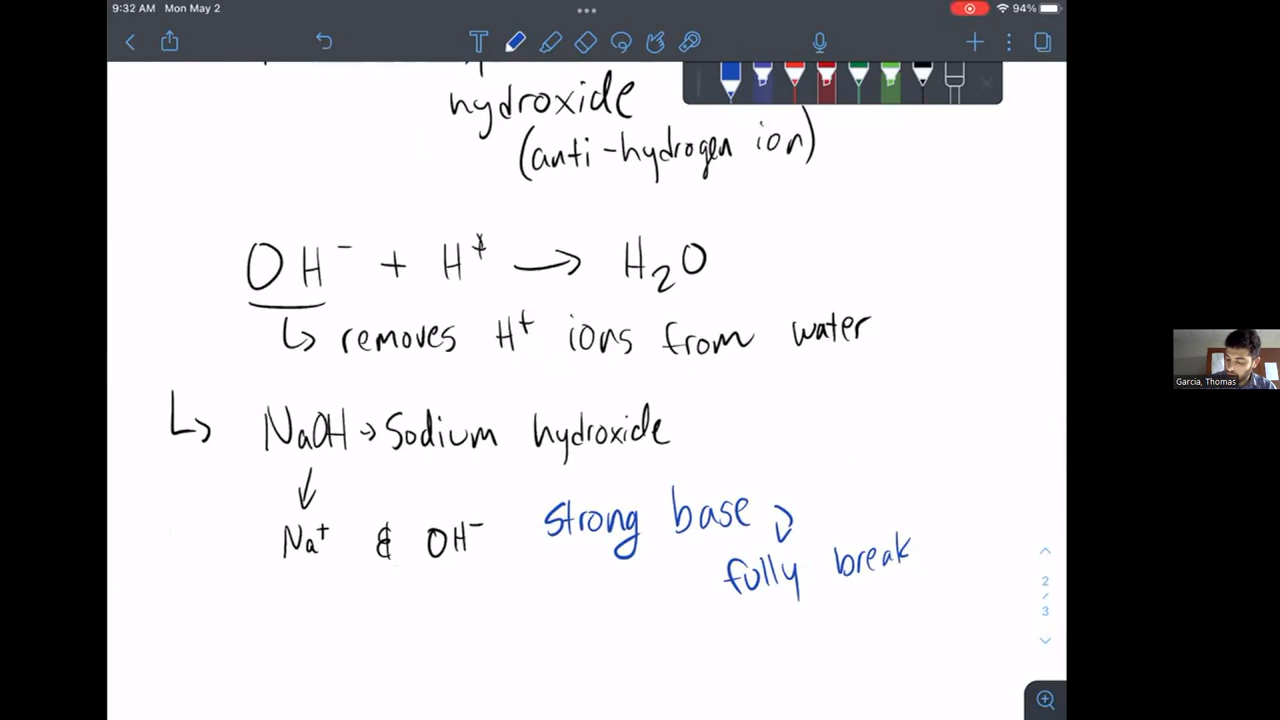 9:32 AM Mon May 2
94%
hydroxide
(anti-hydrogen ion)
OH⁻ + H⁺ → H₂O
↳ removes H⁺ ions from water
↳ NaOH → Sodium hydroxide
↓
Na⁺ & OH⁻
strong base
fully break
2
/
3
Garcia, Thomas